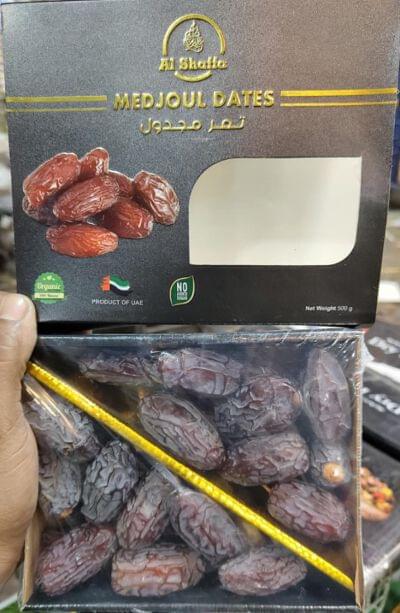 Al Shaffa
MEDJOUL DATES
تمر مجدول
Organic
PRODUCT OF UAE
NO
Net Weight 500 g